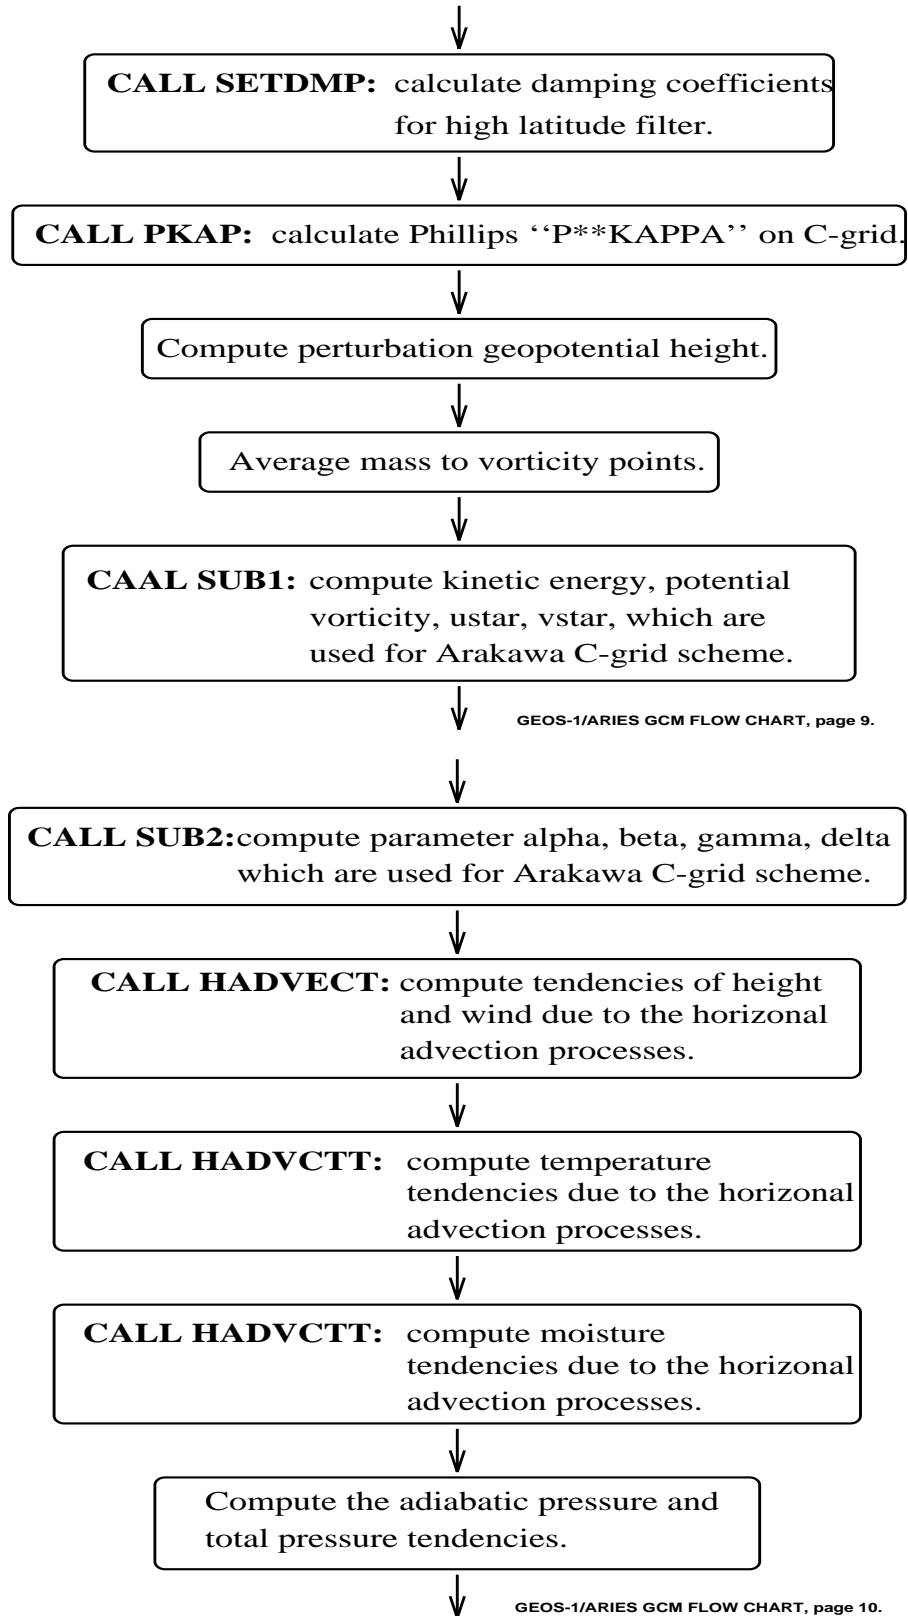 CALL SETDMP: calculate damping coefficients
for high latitude filter.
CALL PKAP: calculate Phillips ‘‘P**KAPPA’’ on C-grid.
Compute perturbation geopotential height.
Average mass to vorticity points.
CAAL SUB1: compute kinetic energy, potential
vorticity, ustar, vstar, which are
used for Arakawa C-grid scheme.
GEOS-1/ARIES GCM FLOW CHART, page 9.
CALL SUB2:compute parameter alpha, beta, gamma, delta
which are used for Arakawa C-grid scheme.
CALL HADVECT: compute tendencies of height
and wind due to the horizonal
advection processes.
CALL HADVCTT: compute temperature
tendencies due to the horizonal
advection processes.
CALL HADVCTT: compute moisture
tendencies due to the horizonal
advection processes.
Compute the adiabatic pressure and
total pressure tendencies.
GEOS-1/ARIES GCM FLOW CHART, page 10.